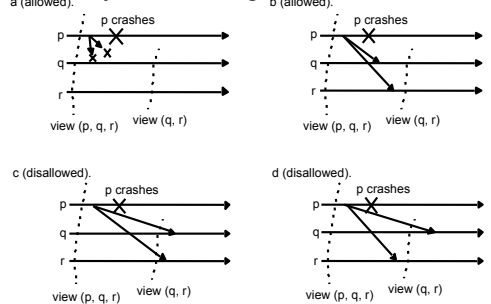 a (allowed).
b (allowed).
p crashes
p
q
r
view (p, q, r)
view (q, r)
p crashes
p
q
r
view (p, q, r)
view (q, r)
c (disallowed).
p crashes
p
q
r
view (p, q, r)
view (q, r)
d (disallowed).
p crashes
p
q
r
view (p, q, r)
view (q, r)